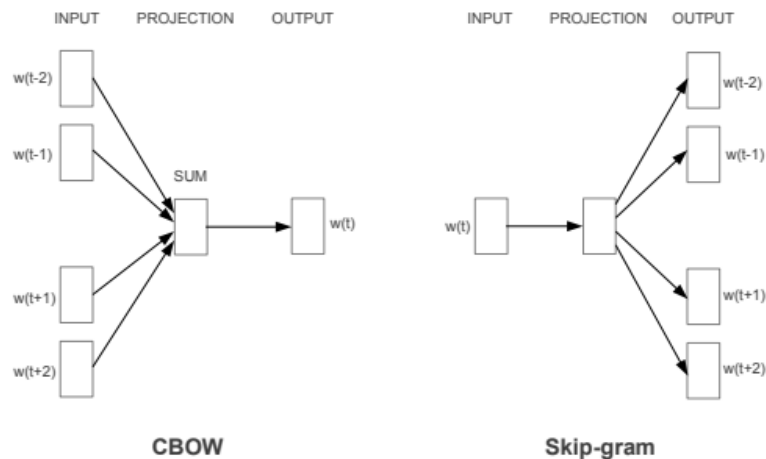 INPUT PROJECTION OUTPUT
w(t-2)
w(t-1)
SUM
w(t)
w(t+1)
w(t+2)
CBOW
INPUT PROJECTION OUTPUT
w(t-2)
w(t-1)
w(t)
w(t+1)
w(t+2)
Skip-gram